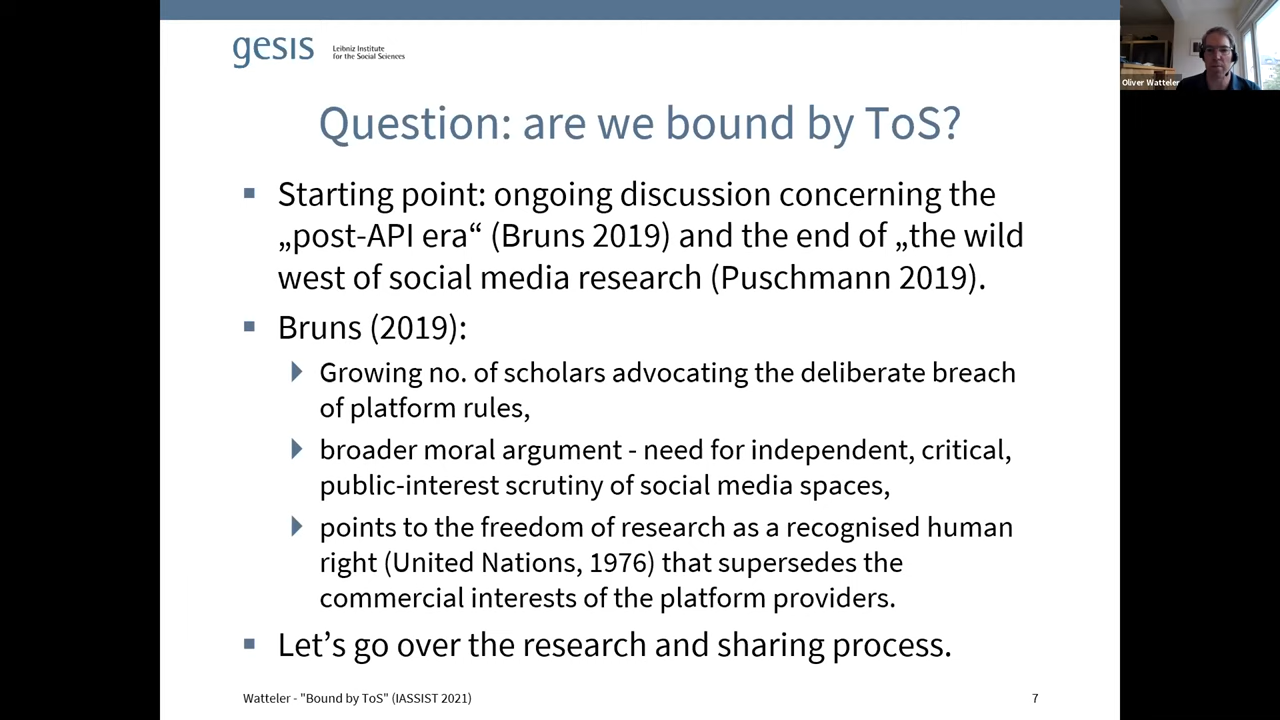 gesis
Leibniz Institute
for the Social Sciences
Oliver Watteler
Question: are we bound by ToS?
▪ Starting point: ongoing discussion concerning the
„post-API era“ (Bruns 2019) and the end of „the wild
west of social media research (Puschmann 2019).
▪ Bruns (2019):
Growing no. of scholars advocating the deliberate breach
of platform rules,
broader moral argument - need for independent, critical,
public-interest scrutiny of social media spaces,
points to the freedom of research as a recognised human
right (United Nations, 1976) that supersedes the
commercial interests of the platform providers.
▪ Let’s go over the research and sharing process.
Watteler - "Bound by ToS" (IASSIST 2021)
7